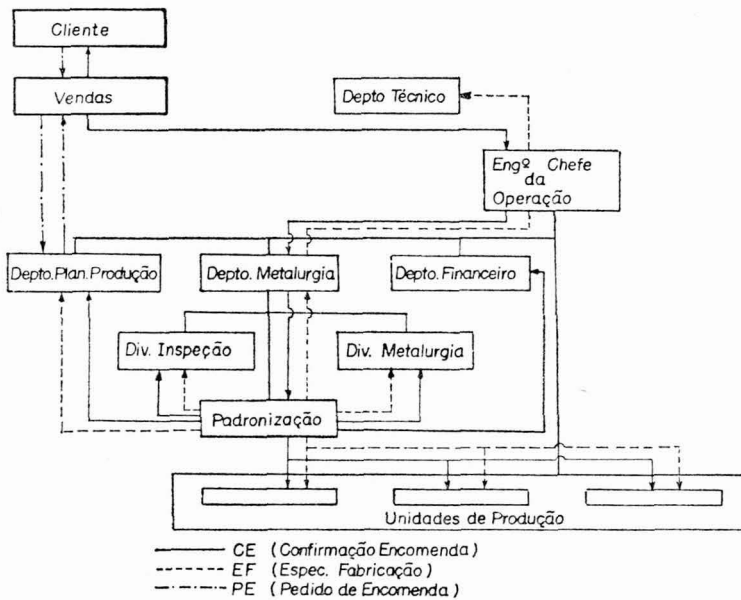 Cliente
Vendas
Depto Técnico
Engº Chefe
da
Operação
Depto.Plan.Produção
Depto. Metalurgia
Depto. Financeiro
Div. Inspeção
Div. Metalurgia
Padronização
Unidades de Produção
CE (Confirmação Encomenda)
EF (Espec. Fabricação)
PE (Pedido de Encomenda)